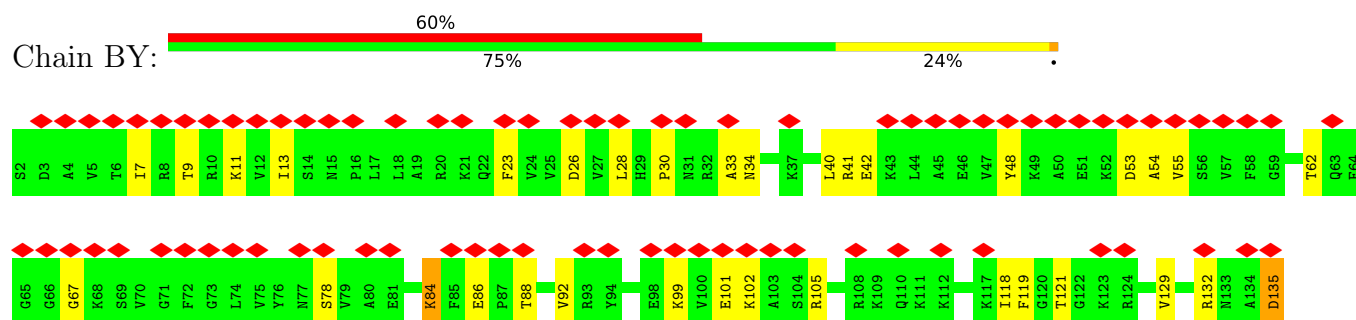 60%
Chain BY:
75% 24% •
S2 D3 A4 V5 T6 I7 R8 T9 R10 K11 V12 I13 S14 N15 P16 L17 L18 A19 R20 K21 Q22 F23 V24 V25 D26 V27 L28 H29 P30 N31 R32 A33 N34 K37 L40 R41 E42 K43 L44 A45 E46 V47 Y48 K49 A50 E51 K52 D53 A54 V55 S56 V57 F58 G59 T62 Q63 F64
G65 G66 G67 K68 S69 V70 G71 F72 G73 L74 V75 Y76 N77 S78 V79 A80 E81 K84 F85 E86 P87 T88 V92 R93 Y94 E98 K99 V100 E101 K102 A103 S104 R105 R108 K109 Q110 K111 K112 K117 I118 F119 G120 T121 G122 K123 R124 V129 R132 N133 A134 D135